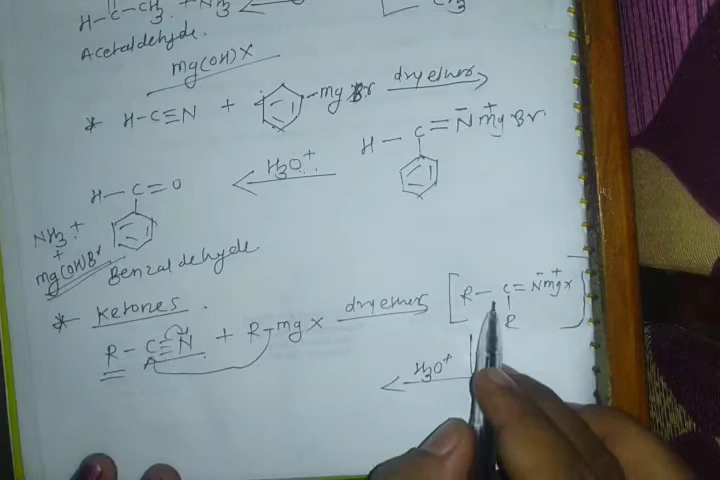 H-C-CH3 + NH3
CH3
Acetaldehyde.
mg(OH)X
* H-C≡N + -mgBr dry ether
H-C=N⁻ mg⁺Br.
H3O⁺
H-C=O
NH3 +
+
mg(OH)Br
Benzaldehyde
* Ketones.
R-C≡N + R-mgX dry ether [R-C=N⁻mg⁺X]
R
H3O⁺